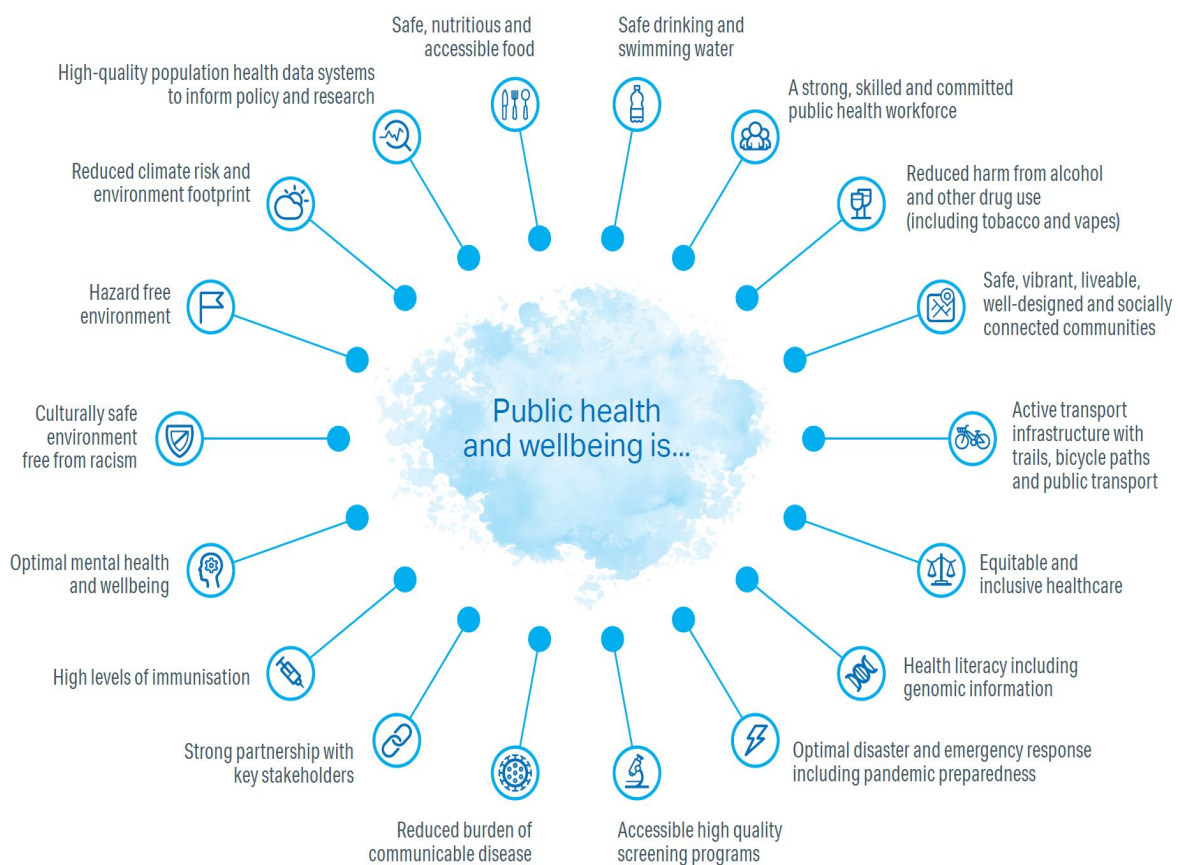 Public health
and wellbeing is...
Safe, nutritious and
accessible food
Safe drinking and
swimming water
A strong, skilled and committed
public health workforce
Reduced harm from alcohol
and other drug use
(including tobacco and vapes)
Safe, vibrant, liveable,
well-designed and socially
connected communities
Active transport
infrastructure with
trails, bicycle paths
and public transport
Equitable and
inclusive healthcare
Health literacy including
genomic information
Optimal disaster and emergency response
including pandemic preparedness
Accessible high quality
screening programs
Reduced burden of
communicable disease
Strong partnership with
key stakeholders
High levels of immunisation
Optimal mental health
and wellbeing
Culturally safe
environment
free from racism
Hazard free
environment
Reduced climate risk and
environment footprint
High-quality population health data systems
to inform policy and research